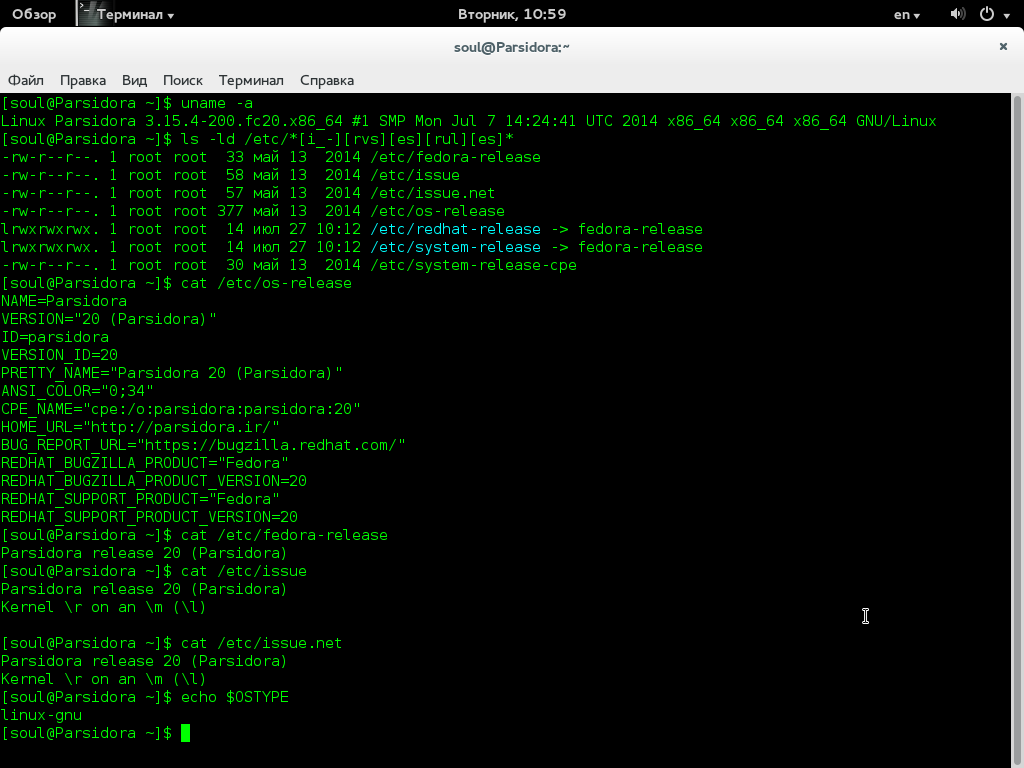 Обзор Терминал Вторник, 10:59 en
soul@Parsidora:~ ×
Файл Правка Вид Поиск Терминал Справка
[soul@Parsidora ~]$ uname -a
Linux Parsidora 3.15.4-200.fc20.x86_64 #1 SMP Mon Jul 7 14:24:41 UTC 2014 x86_64 x86_64 x86_64 GNU/Linux
[soul@Parsidora ~]$ ls -ld /etc/*[i_-][rvs][es][rul][es]*
-rw-r--r--. 1 root root  33 май 13  2014 /etc/fedora-release
-rw-r--r--. 1 root root  58 май 13  2014 /etc/issue
-rw-r--r--. 1 root root  57 май 13  2014 /etc/issue.net
-rw-r--r--. 1 root root 377 май 13  2014 /etc/os-release
lrwxrwxrwx. 1 root root  14 июл 27 10:12 /etc/redhat-release -> fedora-release
lrwxrwxrwx. 1 root root  14 июл 27 10:12 /etc/system-release -> fedora-release
-rw-r--r--. 1 root root  30 май 13  2014 /etc/system-release-cpe
[soul@Parsidora ~]$ cat /etc/os-release
NAME=Parsidora
VERSION="20 (Parsidora)"
ID=parsidora
VERSION_ID=20
PRETTY_NAME="Parsidora 20 (Parsidora)"
ANSI_COLOR="0;34"
CPE_NAME="cpe:/o:parsidora:parsidora:20"
HOME_URL="http://parsidora.ir/"
BUG_REPORT_URL="https://bugzilla.redhat.com/"
REDHAT_BUGZILLA_PRODUCT="Fedora"
REDHAT_BUGZILLA_PRODUCT_VERSION=20
REDHAT_SUPPORT_PRODUCT="Fedora"
REDHAT_SUPPORT_PRODUCT_VERSION=20
[soul@Parsidora ~]$ cat /etc/fedora-release
Parsidora release 20 (Parsidora)
[soul@Parsidora ~]$ cat /etc/issue
Parsidora release 20 (Parsidora)
Kernel \r on an \m (\l)
[soul@Parsidora ~]$ cat /etc/issue.net
Parsidora release 20 (Parsidora)
Kernel \r on an \m (\l)
[soul@Parsidora ~]$ echo $OSTYPE
linux-gnu
[soul@Parsidora ~]$